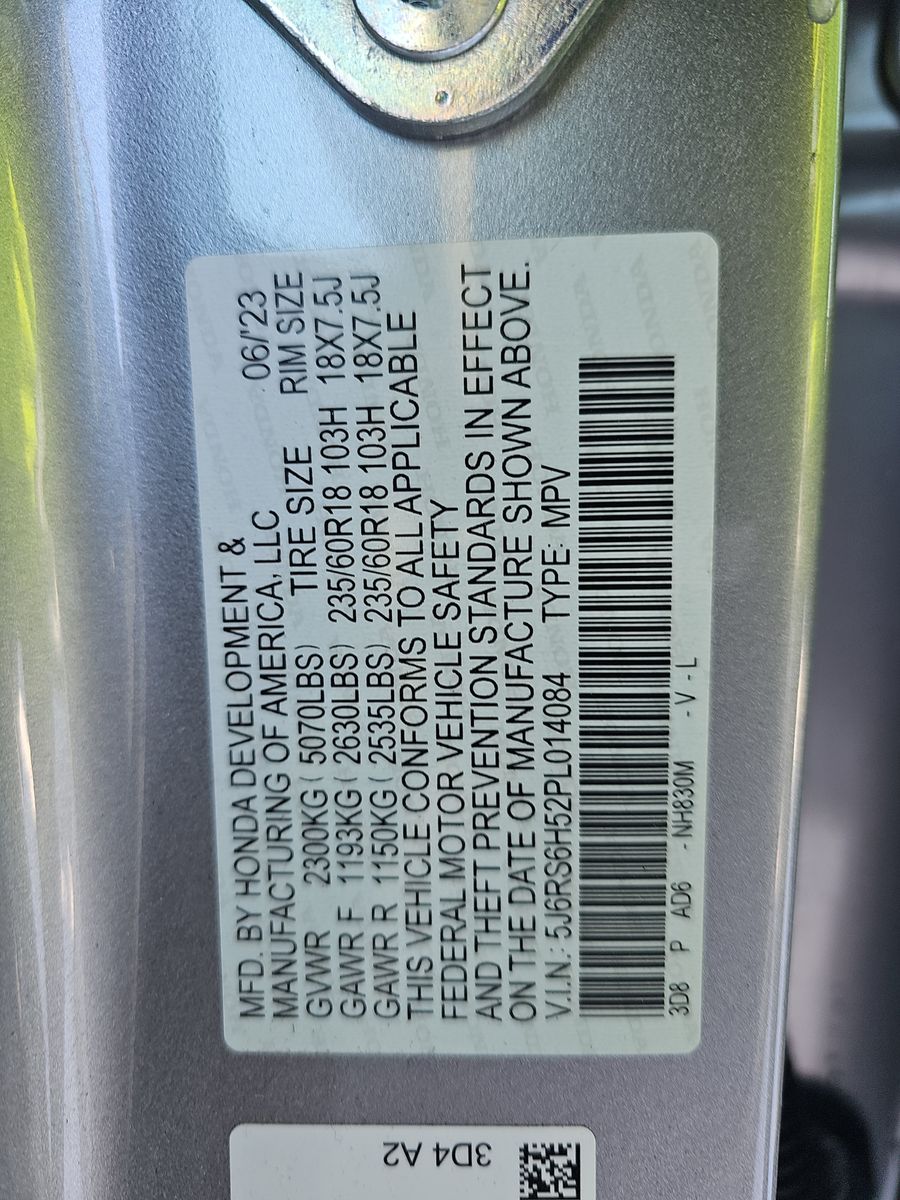 MFD. BY HONDA DEVELOPMENT &
MANUFACTURING OF AMERICA, LLC 06/'23
GVWR 2300KG ( 5070LBS) TIRE SIZE RIM SIZE
GAWR F 1193KG ( 2630LBS) 235/60R18 103H 18X7.5J
GAWR R 1150KG ( 2535LBS) 235/60R18 103H 18X7.5J
THIS VEHICLE CONFORMS TO ALL APPLICABLE
FEDERAL MOTOR VEHICLE SAFETY
AND THEFT PREVENTION STANDARDS IN EFFECT
ON THE DATE OF MANUFACTURE SHOWN ABOVE.
V.I.N.: 5J6RS6H52PL014084 TYPE: MPV
3D8 P AD6 - NH830M - V - L
3D4 A2